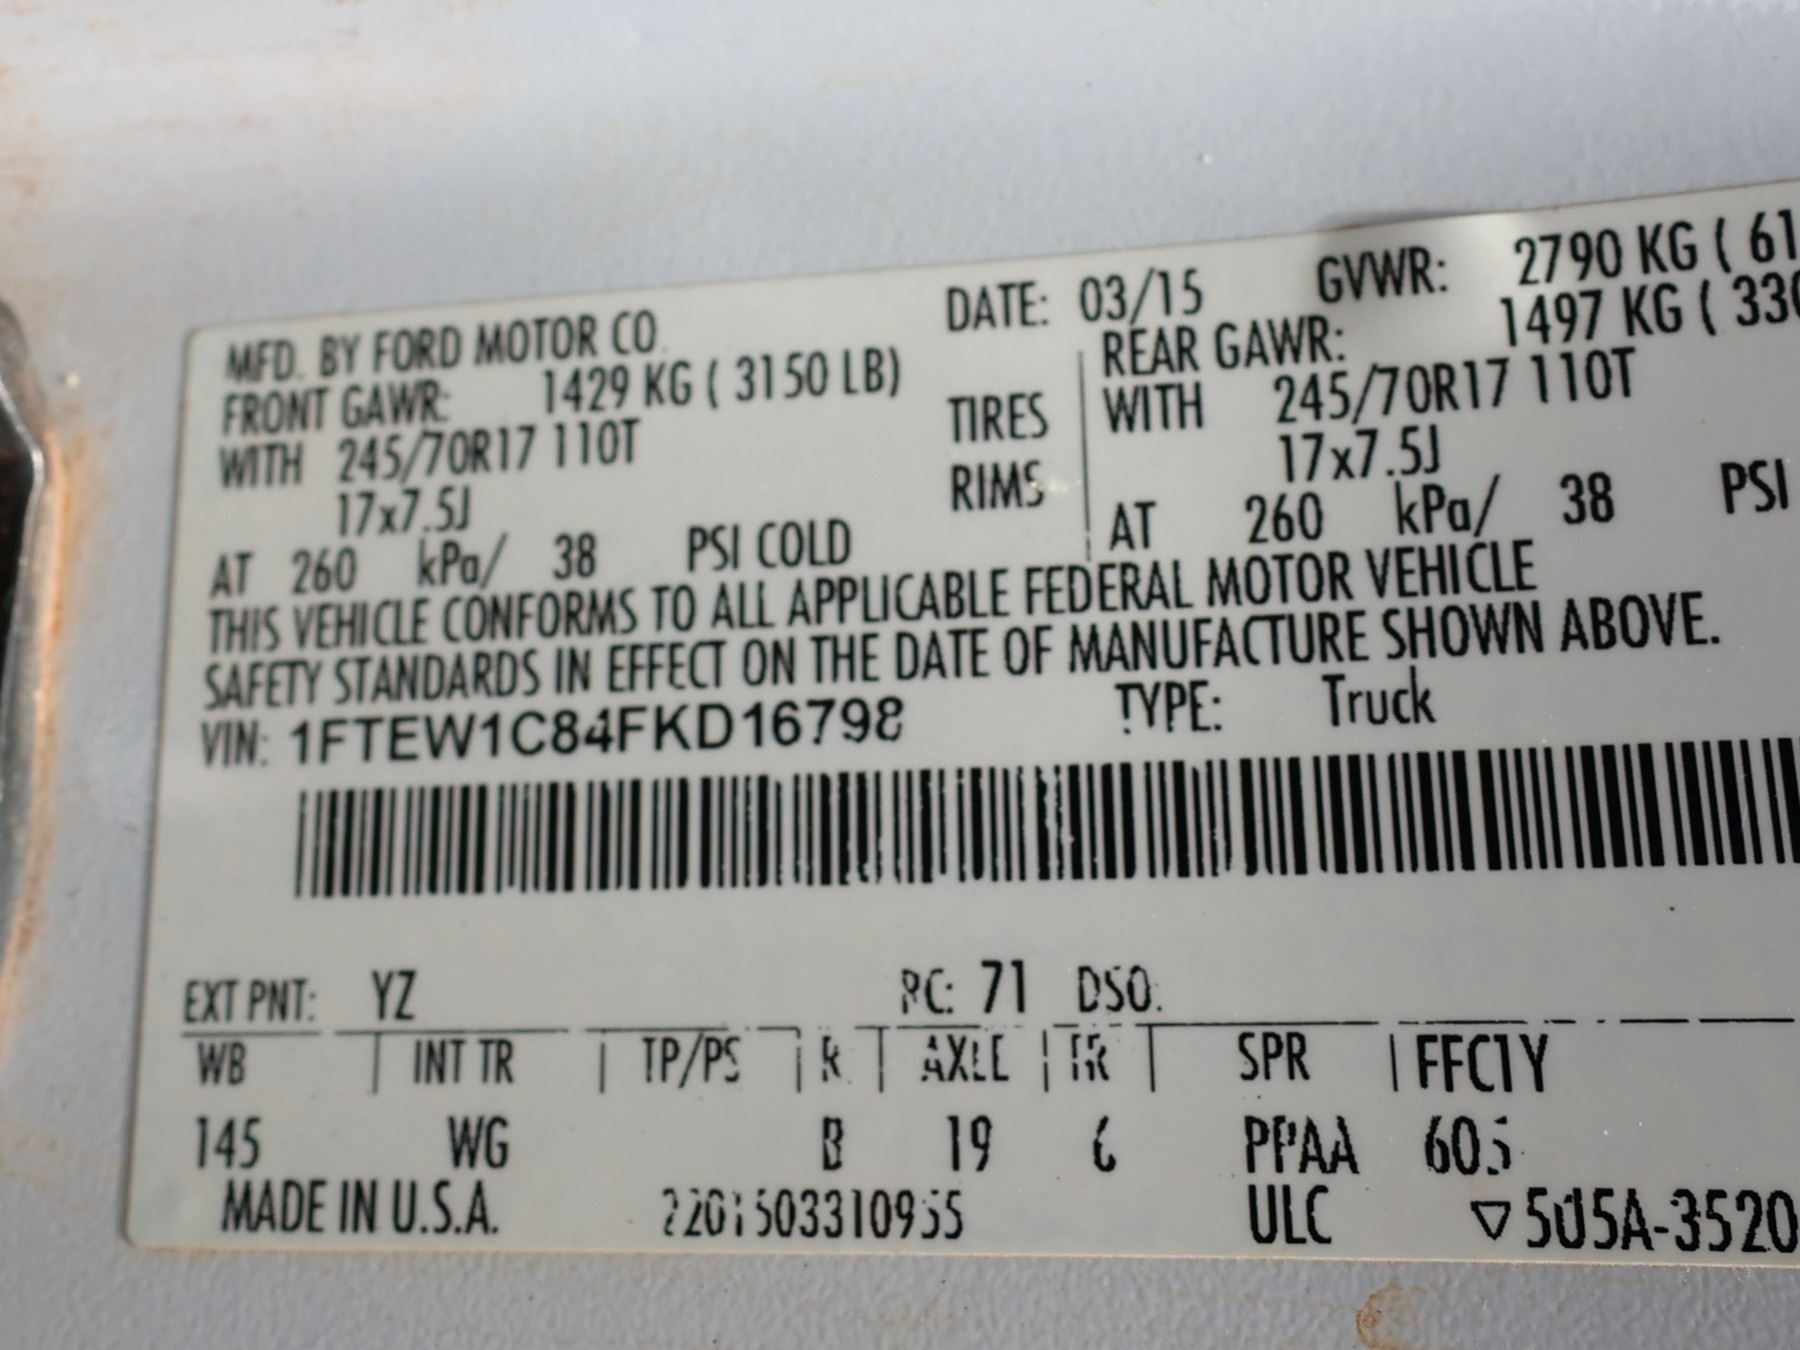 MFD. BY FORD MOTOR CO. DATE: 03/15 GVWR: 2790 KG ( 61
FRONT GAWR: 1429 KG ( 3150 LB) REAR GAWR: 1497 KG ( 330
WITH 245/70R17 110T TIRES WITH 245/70R17 110T
17x7.5J RIMS 17x7.5J
AT 260 kPa/ 38 PSI COLD AT 260 kPa/ 38 PSI
THIS VEHICLE CONFORMS TO ALL APPLICABLE FEDERAL MOTOR VEHICLE
SAFETY STANDARDS IN EFFECT ON THE DATE OF MANUFACTURE SHOWN ABOVE.
VIN: 1FTEW1C84FKD16798 TYPE: Truck
EXT PNT: YZ RC: 71 DSO:
WB | INT TR | TP/PS | R | AXLE | TR | SPR | FFC1Y
145 WG B 19 6 PPAA
MADE IN U.S.A. ULC ▽5U5A-3520